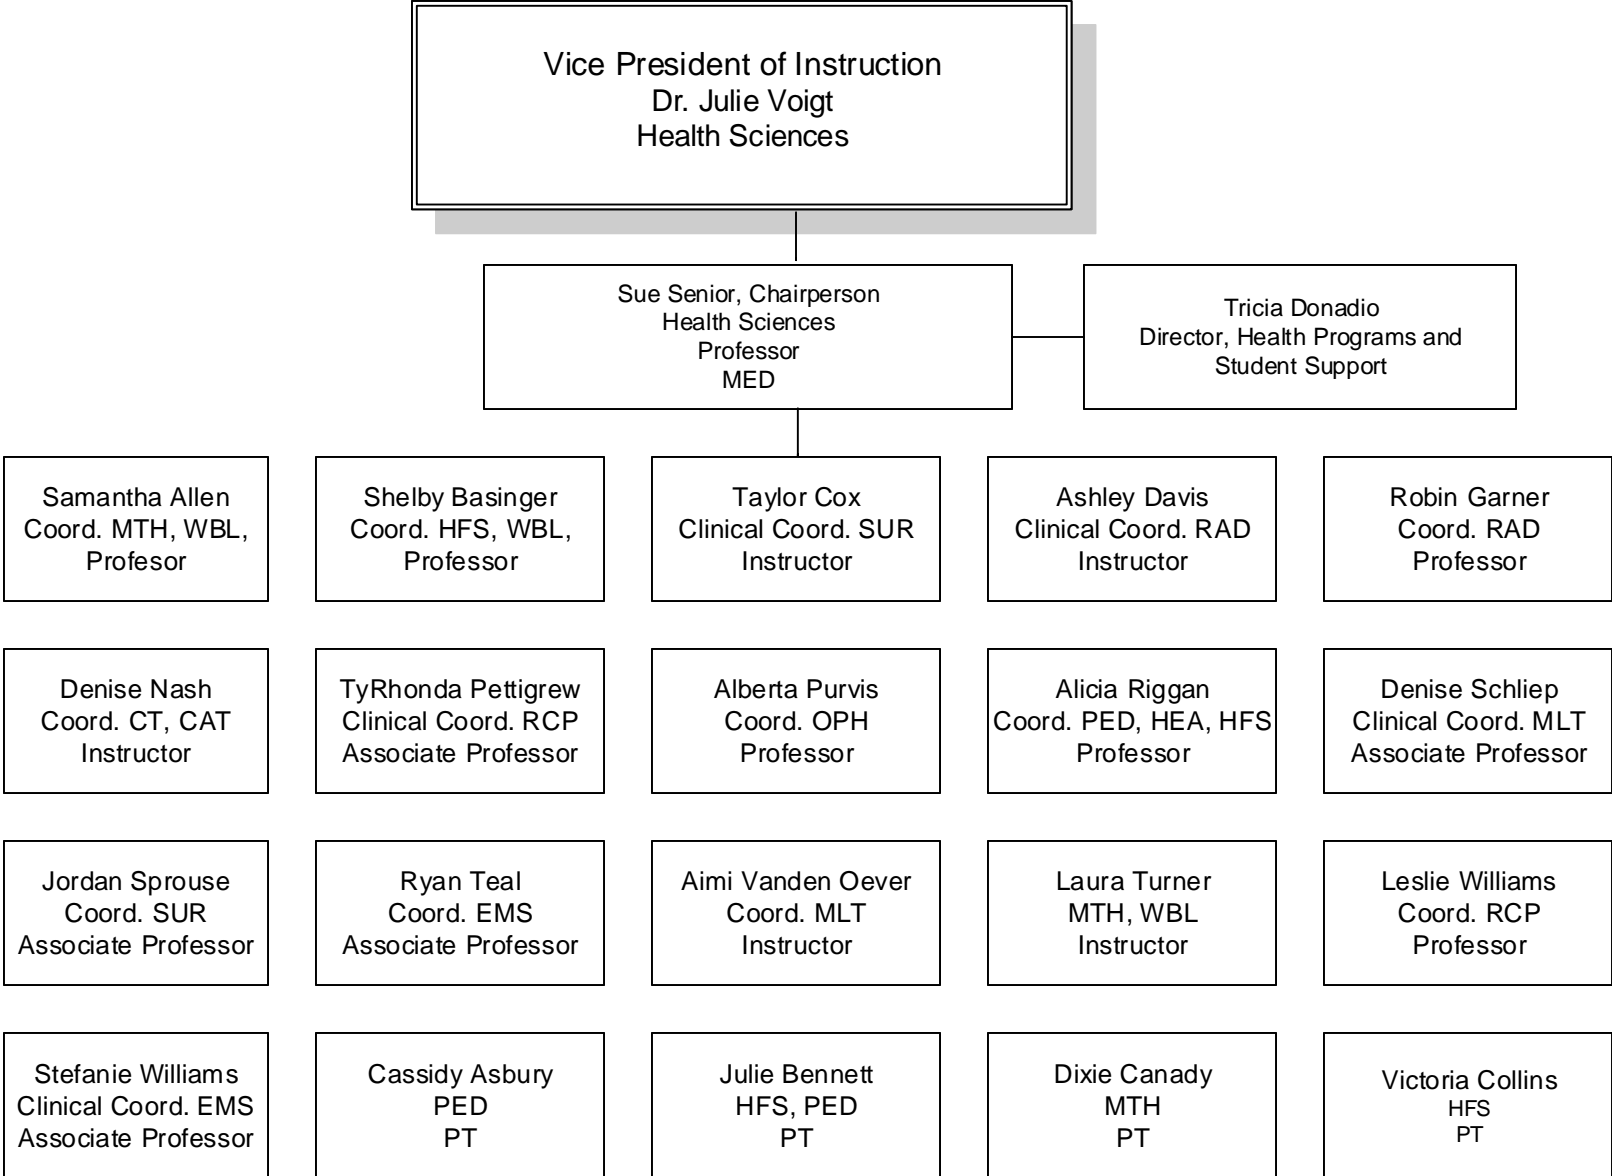 Vice President of Instruction
Dr. Julie Voigt
Health Sciences
Sue Senior, Chairperson
Health Sciences
Professor
MED
Tricia Donadio
Director, Health Programs and
Student Support
Samantha Allen
Coord. MTH, WBL,
Profesor
Shelby Basinger
Coord. HFS, WBL,
Professor
Taylor Cox
Clinical Coord. SUR
Instructor
Ashley Davis
Clinical Coord. RAD
Instructor
Robin Garner
Coord. RAD
Professor
Denise Nash
Coord. CT, CAT
Instructor
TyRhonda Pettigrew
Clinical Coord. RCP
Associate Professor
Alberta Purvis
Coord. OPH
Professor
Alicia Riggan
Coord. PED, HEA, HFS
Professor
Denise Schliep
Clinical Coord. MLT
Associate Professor
Jordan Sprouse
Coord. SUR
Associate Professor
Ryan Teal
Coord. EMS
Associate Professor
Aimi Vanden Oever
Coord. MLT
Instructor
Laura Turner
MTH, WBL
Instructor
Leslie Williams
Coord. RCP
Professor
Stefanie Williams
Clinical Coord. EMS
Associate Professor
Cassidy Asbury
PED
PT
Julie Bennett
HFS, PED
PT
Dixie Canady
MTH
PT
Victoria Collins
HFS
PT